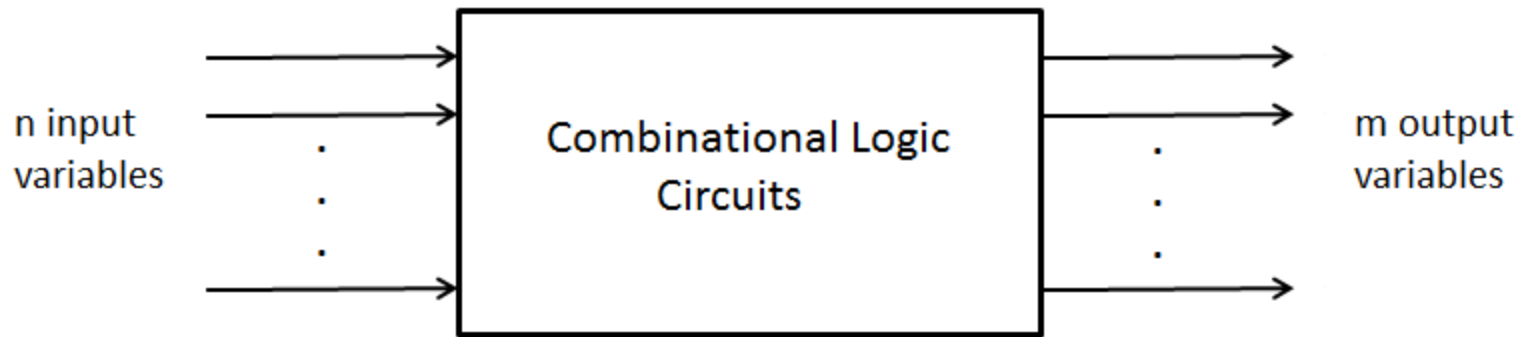 n input
variables
Combinational Logic
Circuits
m output
variables